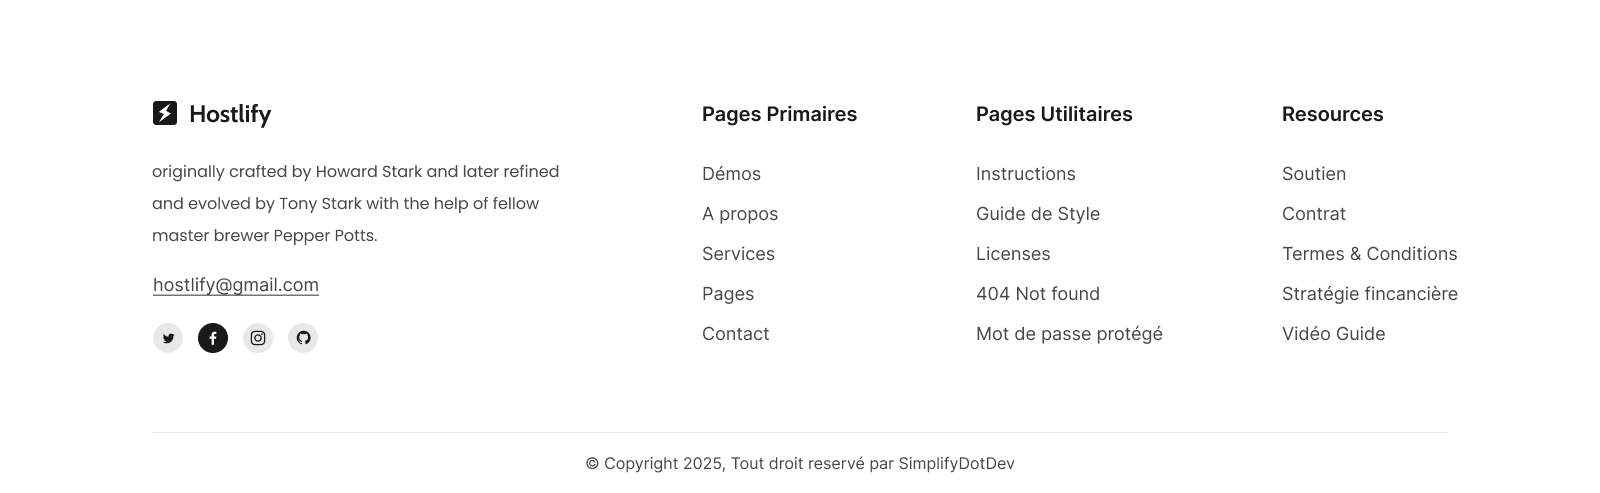 Hostlify
originally crafted by Howard Stark and later refined
and evolved by Tony Stark with the help of fellow
master brewer Pepper Potts.
hostlify@gmail.com
Pages Primaires
Démos
A propos
Services
Pages
Contact
Pages Utilitaires
Instructions
Guide de Style
Licenses
404 Not found
Mot de passe protégé
Resources
Soutien
Contrat
Termes & Conditions
Stratégie fincancière
Vidéo Guide
© Copyright 2025, Tout droit reservé par SimplifyDotDev